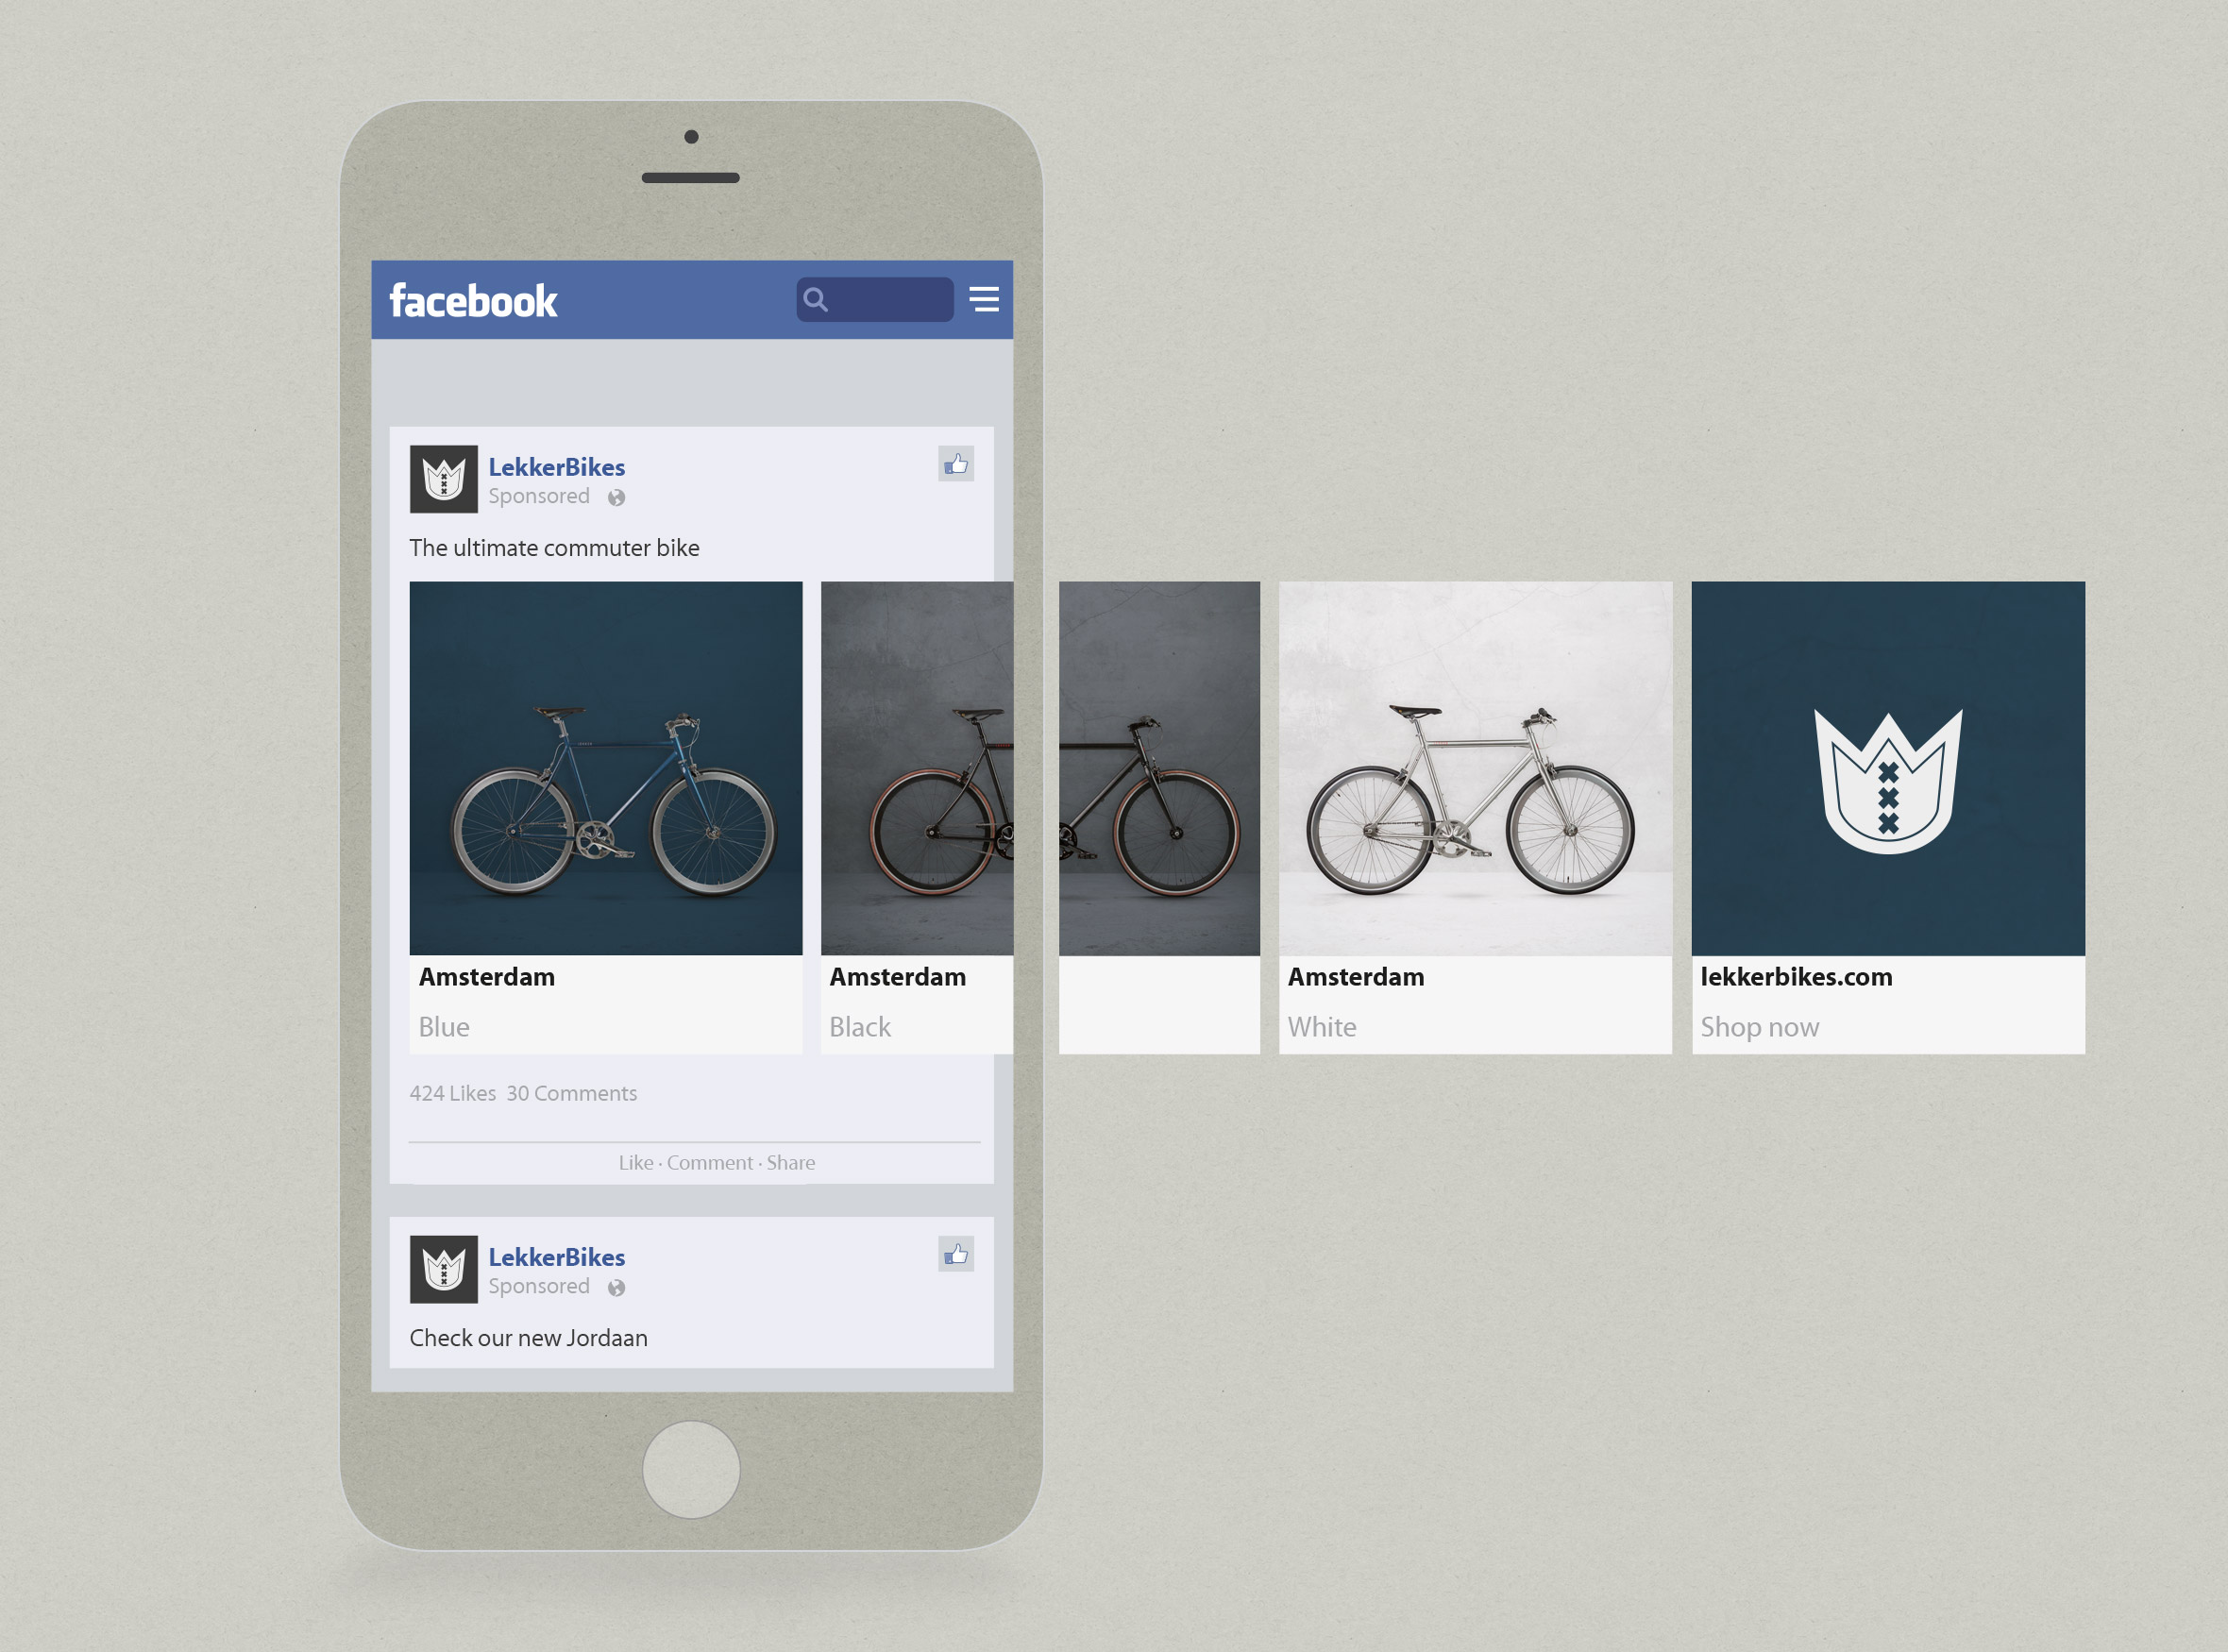 facebook
LekkerBikes
Sponsored
The ultimate commuter bike
Amsterdam
Blue
Amsterdam
Black
Amsterdam
White
lekkerbikes.com
Shop now
424 Likes 30 Comments
Like · Comment · Share
LekkerBikes
Sponsored
Check our new Jordaan